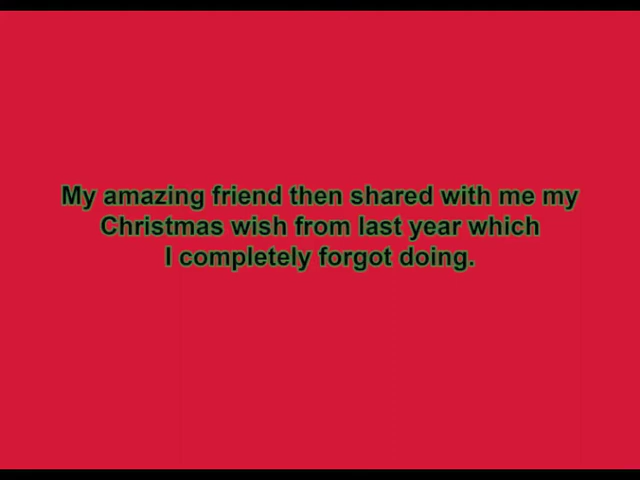 My amazing friend then shared with me my
Christmas wish from last year which
I completely forgot doing.